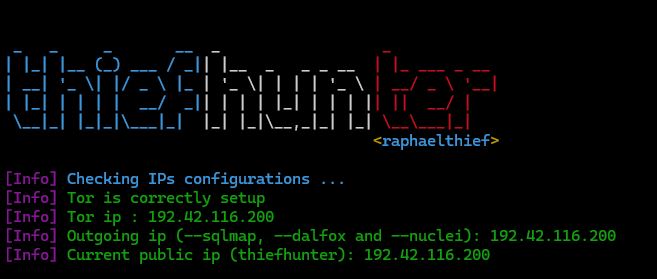 thiefhunter
<raphaelthief>
[Info] Checking IPs configurations ...
[Info] Tor is correctly setup
[Info] Tor ip : 192.42.116.200
[Info] Outgoing ip (--sqlmap, --dalfox and --nuclei): 192.42.116.200
[Info] Current public ip (thiefhunter): 192.42.116.200